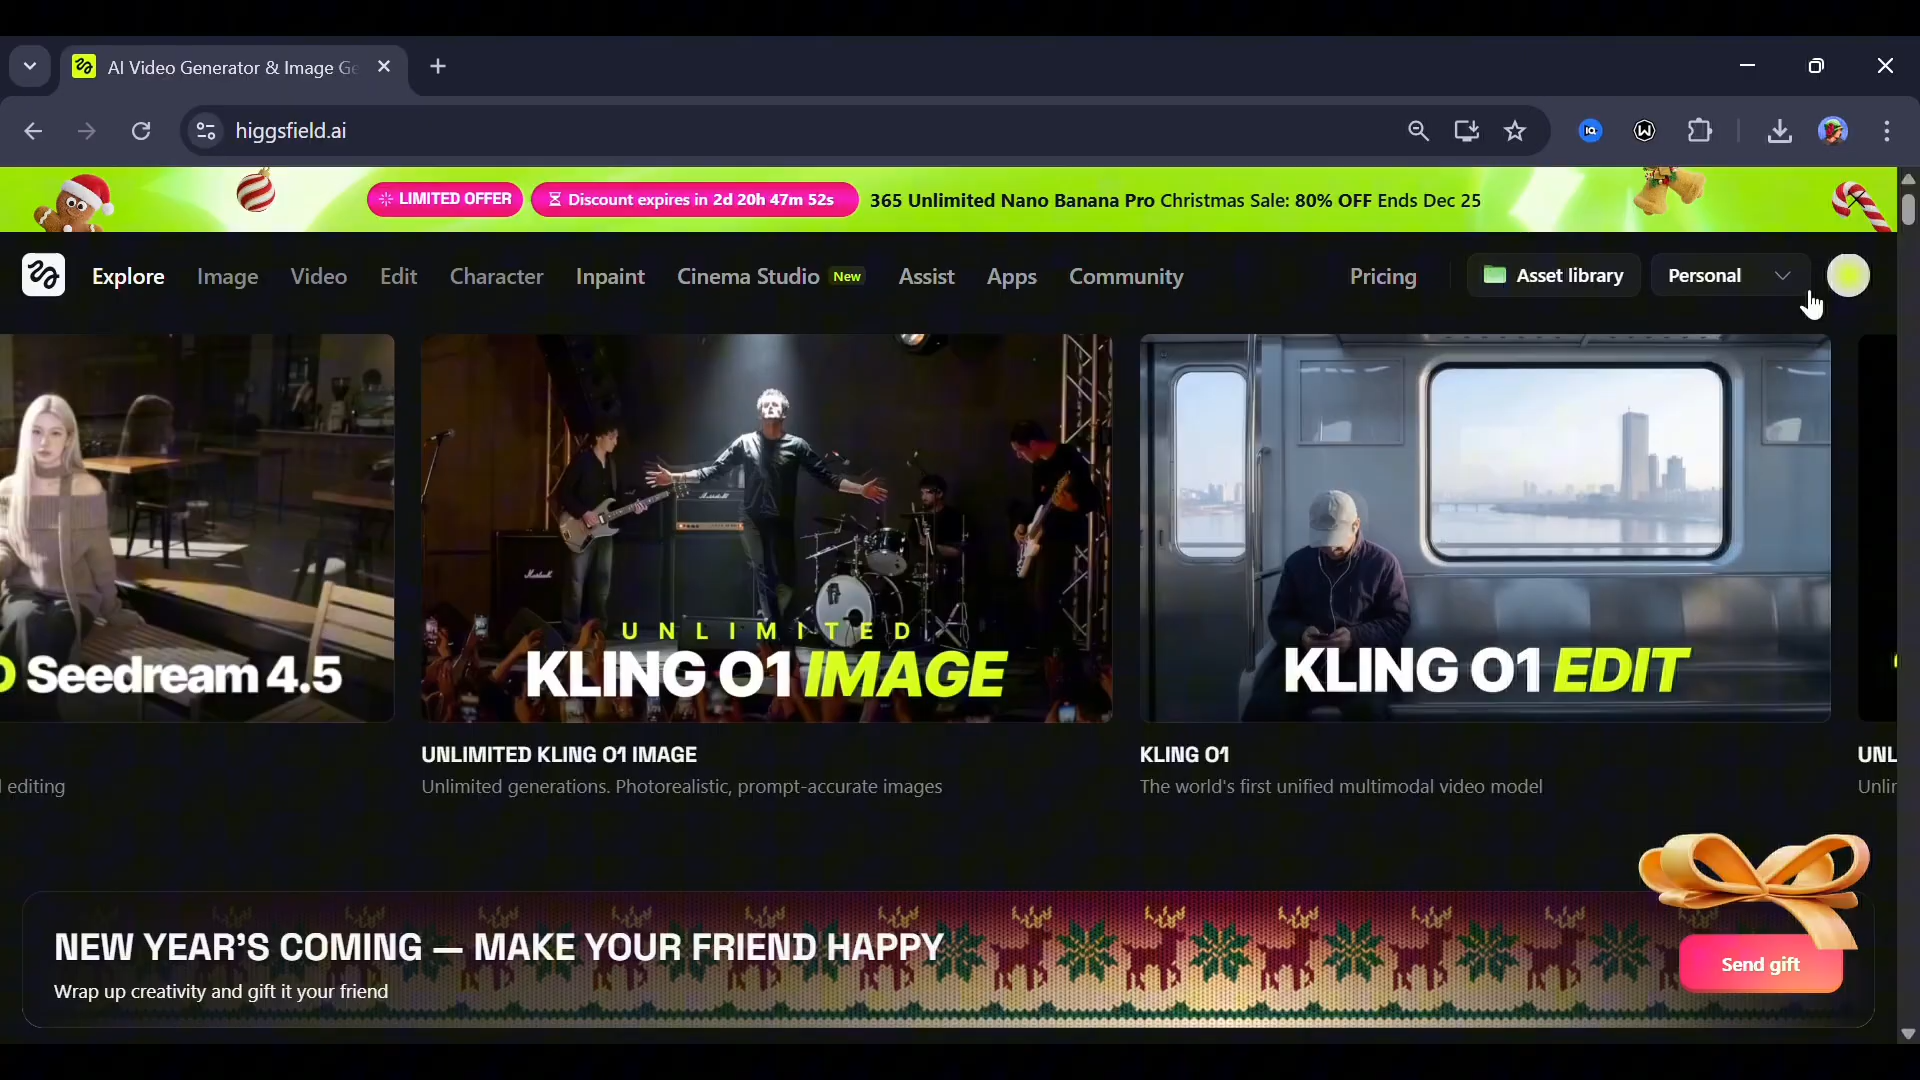 AI Video Generator & Image Ge
higgsfield.ai
LIMITED OFFER
Discount expires in 2d 20h 47m 52s
365 Unlimited Nano Banana Pro Christmas Sale: 80% OFF Ends Dec 25
Explore
Image
Video
Edit
Character
Inpaint
Cinema Studio New
Assist
Apps
Community
Pricing
Asset library
Personal
Seedream 4.5
UNLIMITED
KLING O1 IMAGE
KLING O1 EDIT
UNLIMITED KLING O1 IMAGE
KLING O1
UNL
editing
Unlimited generations. Photorealistic, prompt-accurate images
The world's first unified multimodal video model
Unlir
NEW YEAR'S COMING — MAKE YOUR FRIEND HAPPY
Wrap up creativity and gift it your friend
Send gift